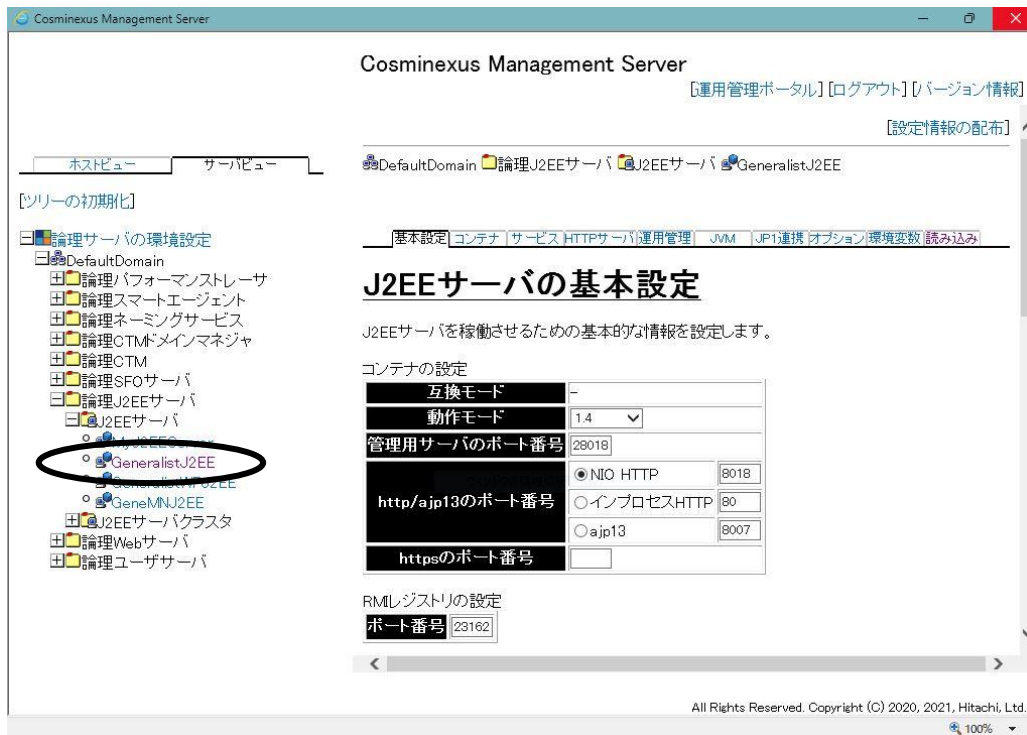 Cosminexus Management Server
Cosminexus Management Server
[運用管理ポータル] [ログアウト] [バージョン情報]
[設定情報の配布]
ホストビュー サーバビュー
[ツリーの初期化]
論理サーバの環境設定
DefaultDomain
論理パフォーマンストレーサ
論理スマートエージェント
論理ネーミングサービス
論理CTMドメインマネジャ
論理CTM
論理SFOサーバ
論理J2EEサーバ
J2EEサーバ
MyJ2EEServer
GeneralistJ2EE
GeneMNJ2EE
J2EEサーバクラスタ
論理Webサーバ
論理ユーザサーバ
DefaultDomain 論理J2EEサーバ J2EEサーバ GeneralistJ2EE
基本設定 コンテナ サービス HTTPサーバ 運用管理 JVM JP1連携 オプション 環境変数 読み込み
J2EEサーバの基本設定
J2EEサーバを稼働させるための基本的な情報を設定します。
コンテナの設定
互換モード -
動作モード 1.4
管理用サーバのポート番号 28018
http/ajp13のポート番号
NIO HTTP 8018
インプロセスHTTP 80
ajp13 8007
httpsのポート番号
RMIレジストリの設定
ポート番号 23162
All Rights Reserved. Copyright (C) 2020, 2021, Hitachi, Ltd.
100%